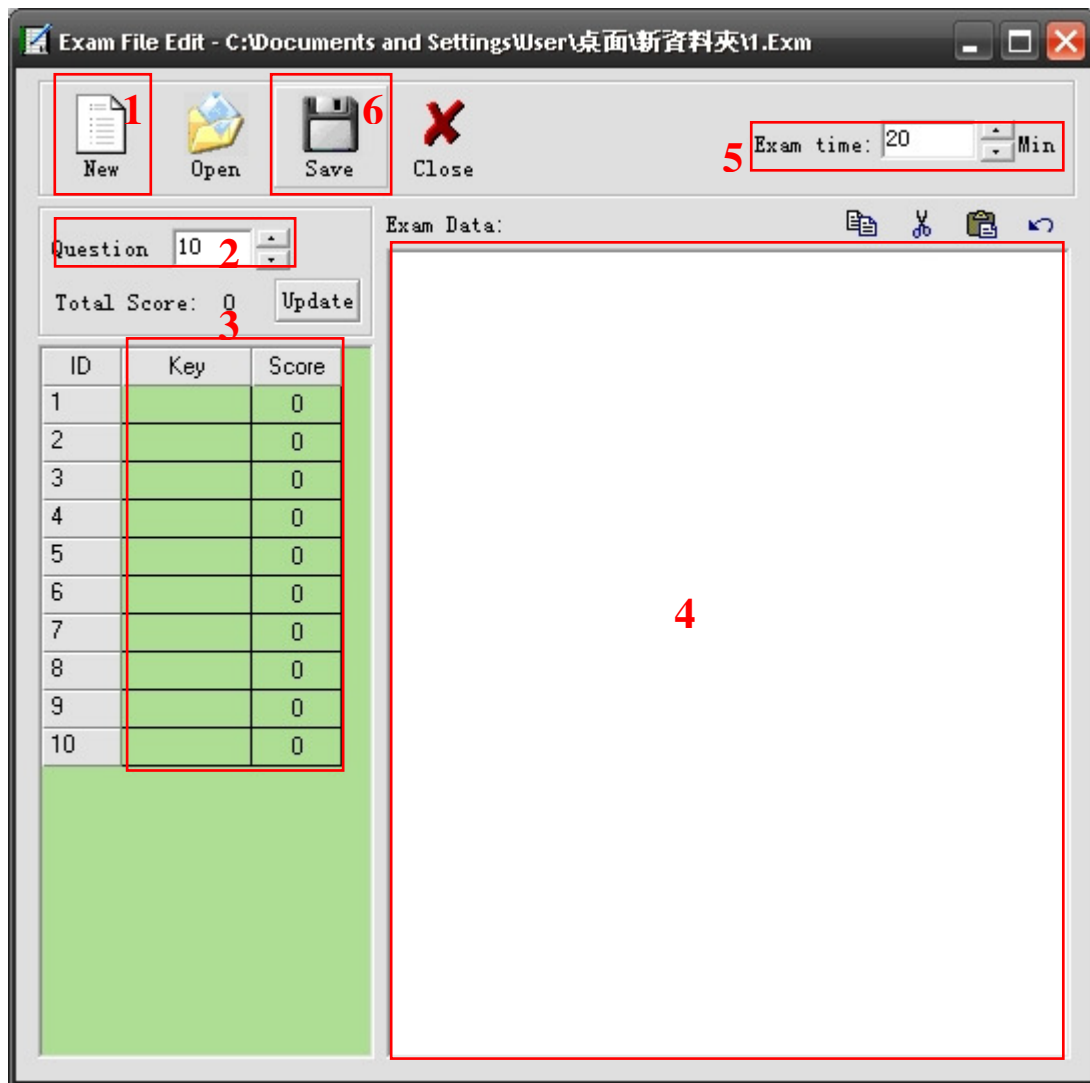 Exam File Edit - C:\Documents and Settings\User\桌面\新資料夾\1.Exm
1
6
New
Open
Save
Close
5
Exam time: 20 Min
Question 10
2
Total Score: 0
Update
3
Exam Data:
ID Key Score
1 0
2 0
3 0
4 0
5 0
6 0
7 0
8 0
9 0
10 0
4